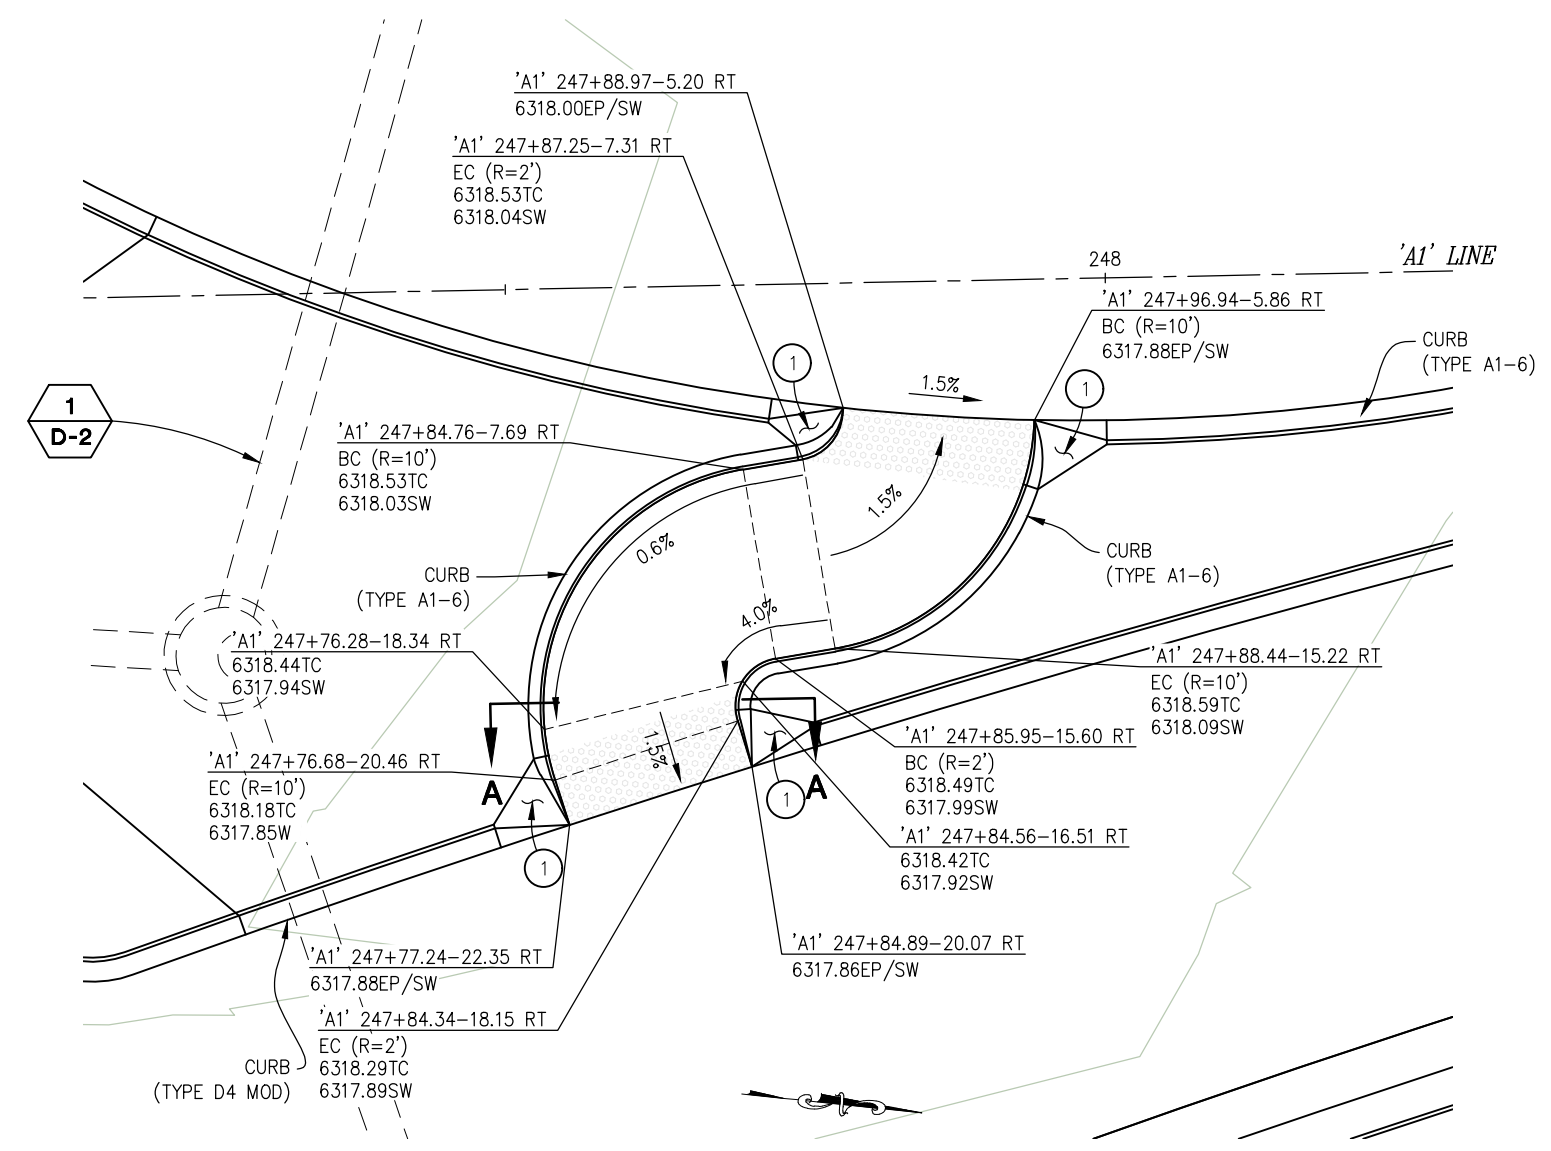 'A1' 247+88.97-5.20 RT
6318.00EP/SW
'A1' 247+87.25-7.31 RT
EC (R=2')
6318.53TC
6318.04SW
248
'A1' LINE
'A1' 247+96.94-5.86 RT
BC (R=10')
6317.88EP/SW
CURB
(TYPE A1-6)
1
1
1.5%
1
D-2
'A1' 247+84.76-7.69 RT
BC (R=10')
6318.53TC
6318.03SW
1.5%
0.6%
CURB
(TYPE A1-6)
CURB
(TYPE A1-6)
4.0%
'A1' 247+76.28-18.34 RT
6318.44TC
6317.94SW
'A1' 247+88.44-15.22 RT
EC (R=10')
6318.59TC
6318.09SW
1.5%
'A1' 247+85.95-15.60 RT
BC (R=2')
6318.49TC
6317.99SW
'A1' 247+76.68-20.46 RT
EC (R=10')
6318.18TC
6317.85W
A
A
1
1
'A1' 247+84.56-16.51 RT
6318.42TC
6317.92SW
'A1' 247+77.24-22.35 RT
6317.88EP/SW
'A1' 247+84.89-20.07 RT
6317.86EP/SW
'A1' 247+84.34-18.15 RT
EC (R=2')
6318.29TC
6317.89SW
CURB
(TYPE D4 MOD)